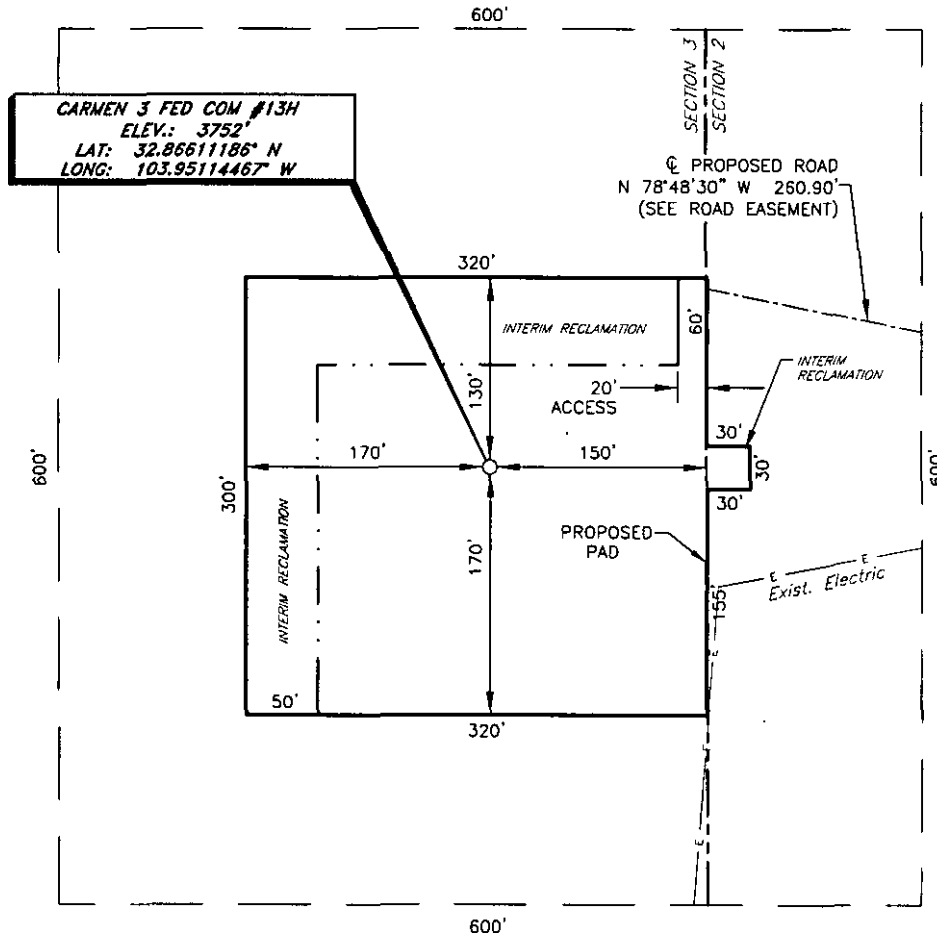 600'
SECTION 3
SECTION 2
CARMEN 3 FED COM #13H
ELEV.: 3752'
LAT: 32.86611186° N
LONG: 103.95114467° W
℄ PROPOSED ROAD
N 78°48'30" W 260.90'
(SEE ROAD EASEMENT)
320'
INTERIM RECLAMATION
60'
INTERIM
RECLAMATION
130'
20'
ACCESS
30'
600'
170'
150'
30'
600'
300'
30'
INTERIM RECLAMATION
170'
PROPOSED
PAD
E
E
Exist. Electric
155'
E
50'
320'
E
E
600'